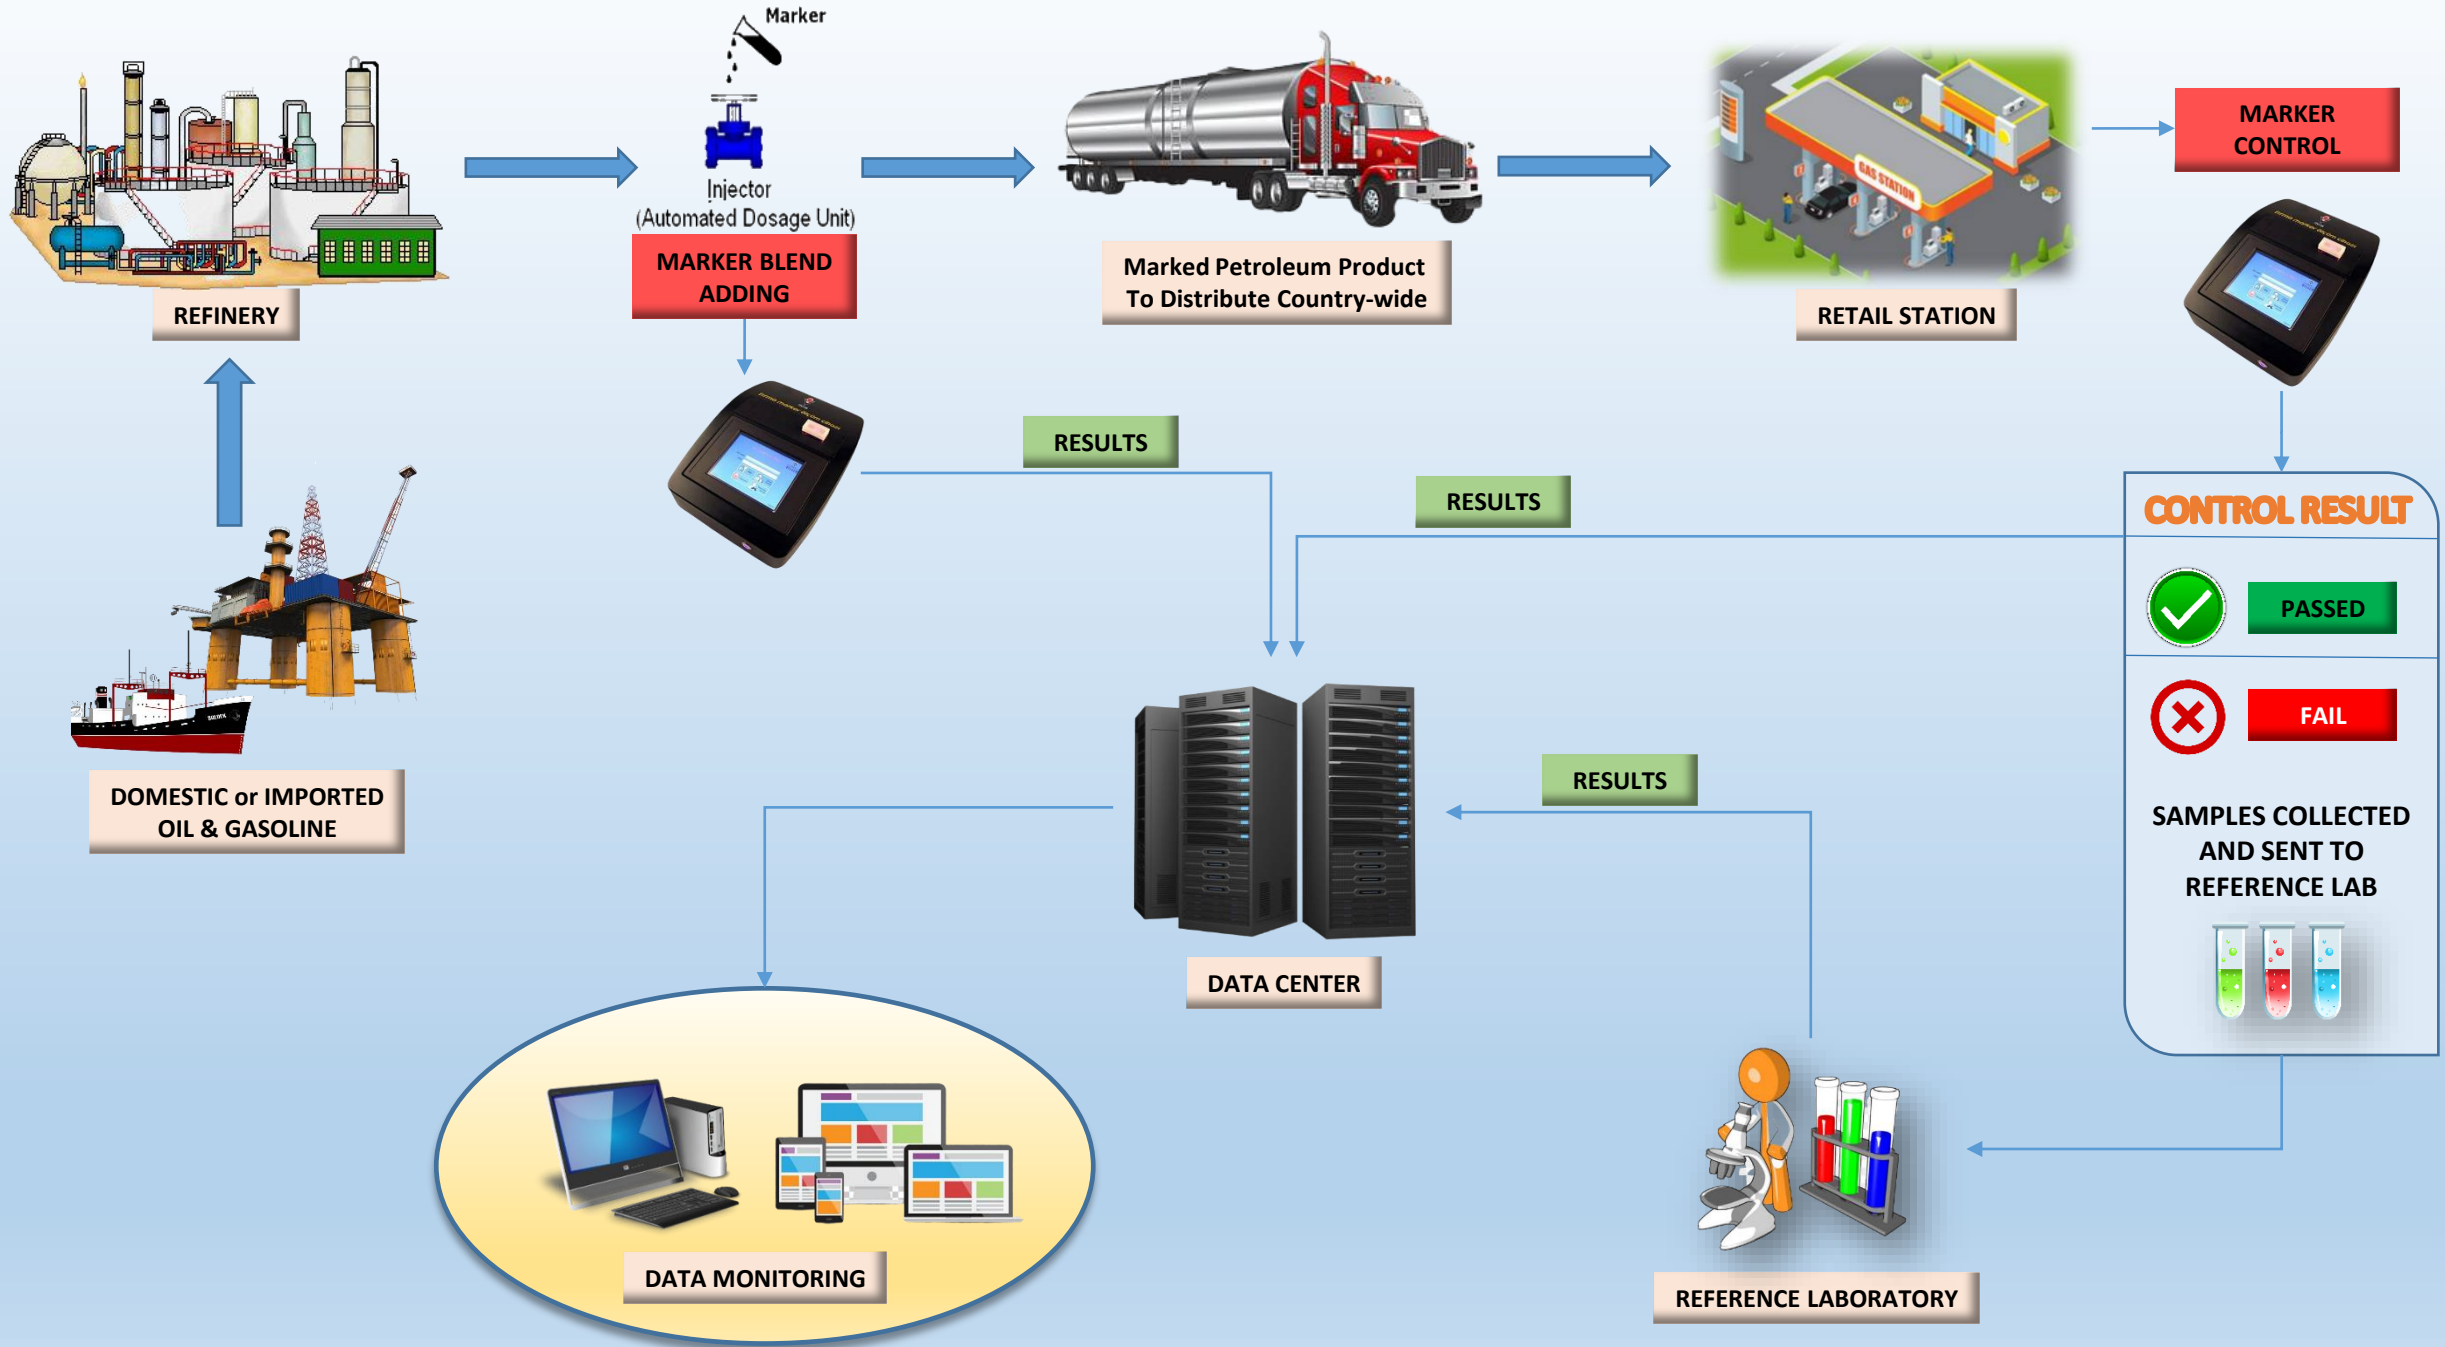 Marker
Injector
(Automated Dosage Unit)
MARKER BLEND
ADDING
Marked Petroleum Product
To Distribute Country-wide
GAS STATION
RETAIL STATION
MARKER
CONTROL
REFINERY
RESULTS
RESULTS
CONTROL RESULT
PASSED
FAIL
SAMPLES COLLECTED
AND SENT TO
REFERENCE LAB
DOMESTIC or IMPORTED
OIL & GASOLINE
RESULTS
DATA CENTER
DATA MONITORING
REFERENCE LABORATORY